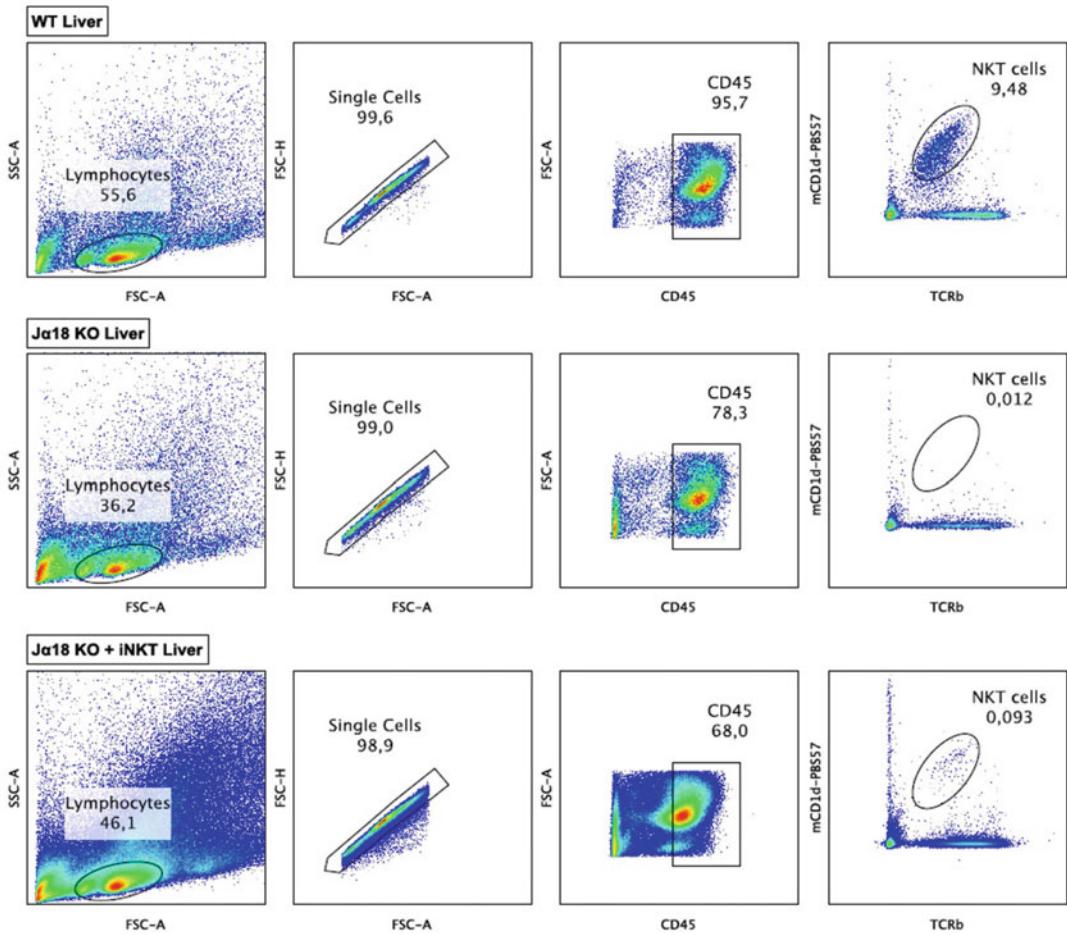 WT Liver
SSC-A
Lymphocytes
55,6
FSC-A
FSC-H
Single Cells
99,6
FSC-A
FSC-A
CD45
95,7
CD45
mCD1d-PBS57
NKT cells
9,48
TCRb
Jα18 KO Liver
SSC-A
Lymphocytes
36,2
FSC-A
FSC-H
Single Cells
99,0
FSC-A
FSC-A
CD45
78,3
CD45
mCD1d-PBS57
NKT cells
0,012
TCRb
Jα18 KO + iNKT Liver
SSC-A
Lymphocytes
46,1
FSC-A
FSC-H
Single Cells
98,9
FSC-A
FSC-A
CD45
68,0
CD45
mCD1d-PBS57
NKT cells
0,093
TCRb